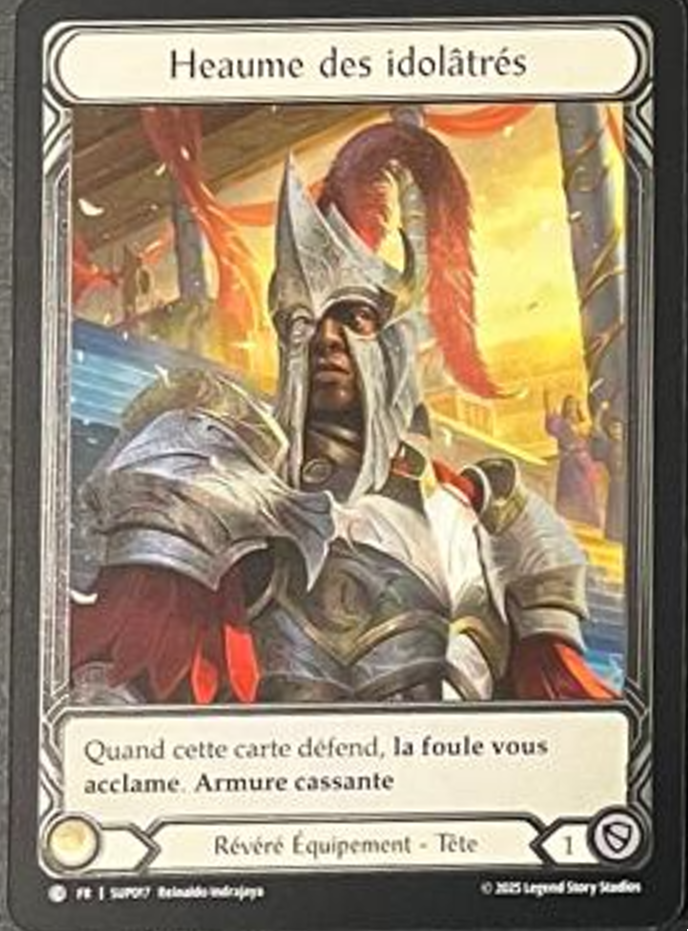 Heaume des idolâtrés
Quand cette carte défend, la foule vous
acclame. Armure cassante
Révéré Équipement - Tête
1
C FR | SUP017 Reinaldo Indrajaya
© 2025 Legend Story Studios